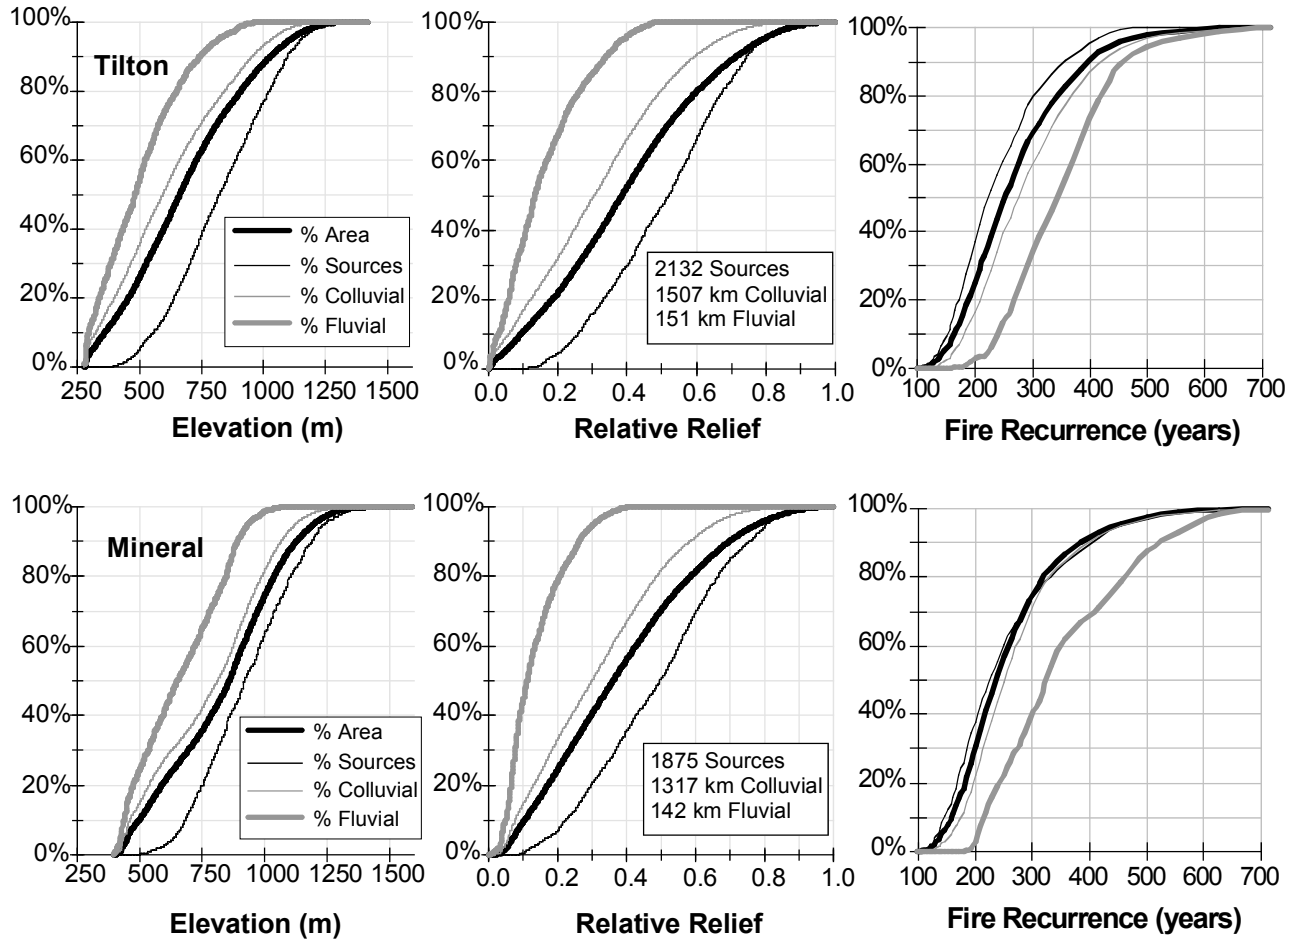 100%
80%
60%
40%
20%
0%
Tilton
% Area
% Sources
% Colluvial
% Fluvial
250 500 750 1000 1250 1500
Elevation (m)
100%
80%
60%
40%
20%
0%
2132 Sources
1507 km Colluvial
151 km Fluvial
0.0 0.2 0.4 0.6 0.8 1.0
Relative Relief
100%
80%
60%
40%
20%
0%
100 200 300 400 500 600 700
Fire Recurrence (years)
100%
80%
60%
40%
20%
0%
Mineral
% Area
% Sources
% Colluvial
% Fluvial
250 500 750 1000 1250 1500
Elevation (m)
100%
80%
60%
40%
20%
0%
1875 Sources
1317 km Colluvial
142 km Fluvial
0.0 0.2 0.4 0.6 0.8 1.0
Relative Relief
100%
80%
60%
40%
20%
0%
100 200 300 400 500 600 700
Fire Recurrence (years)